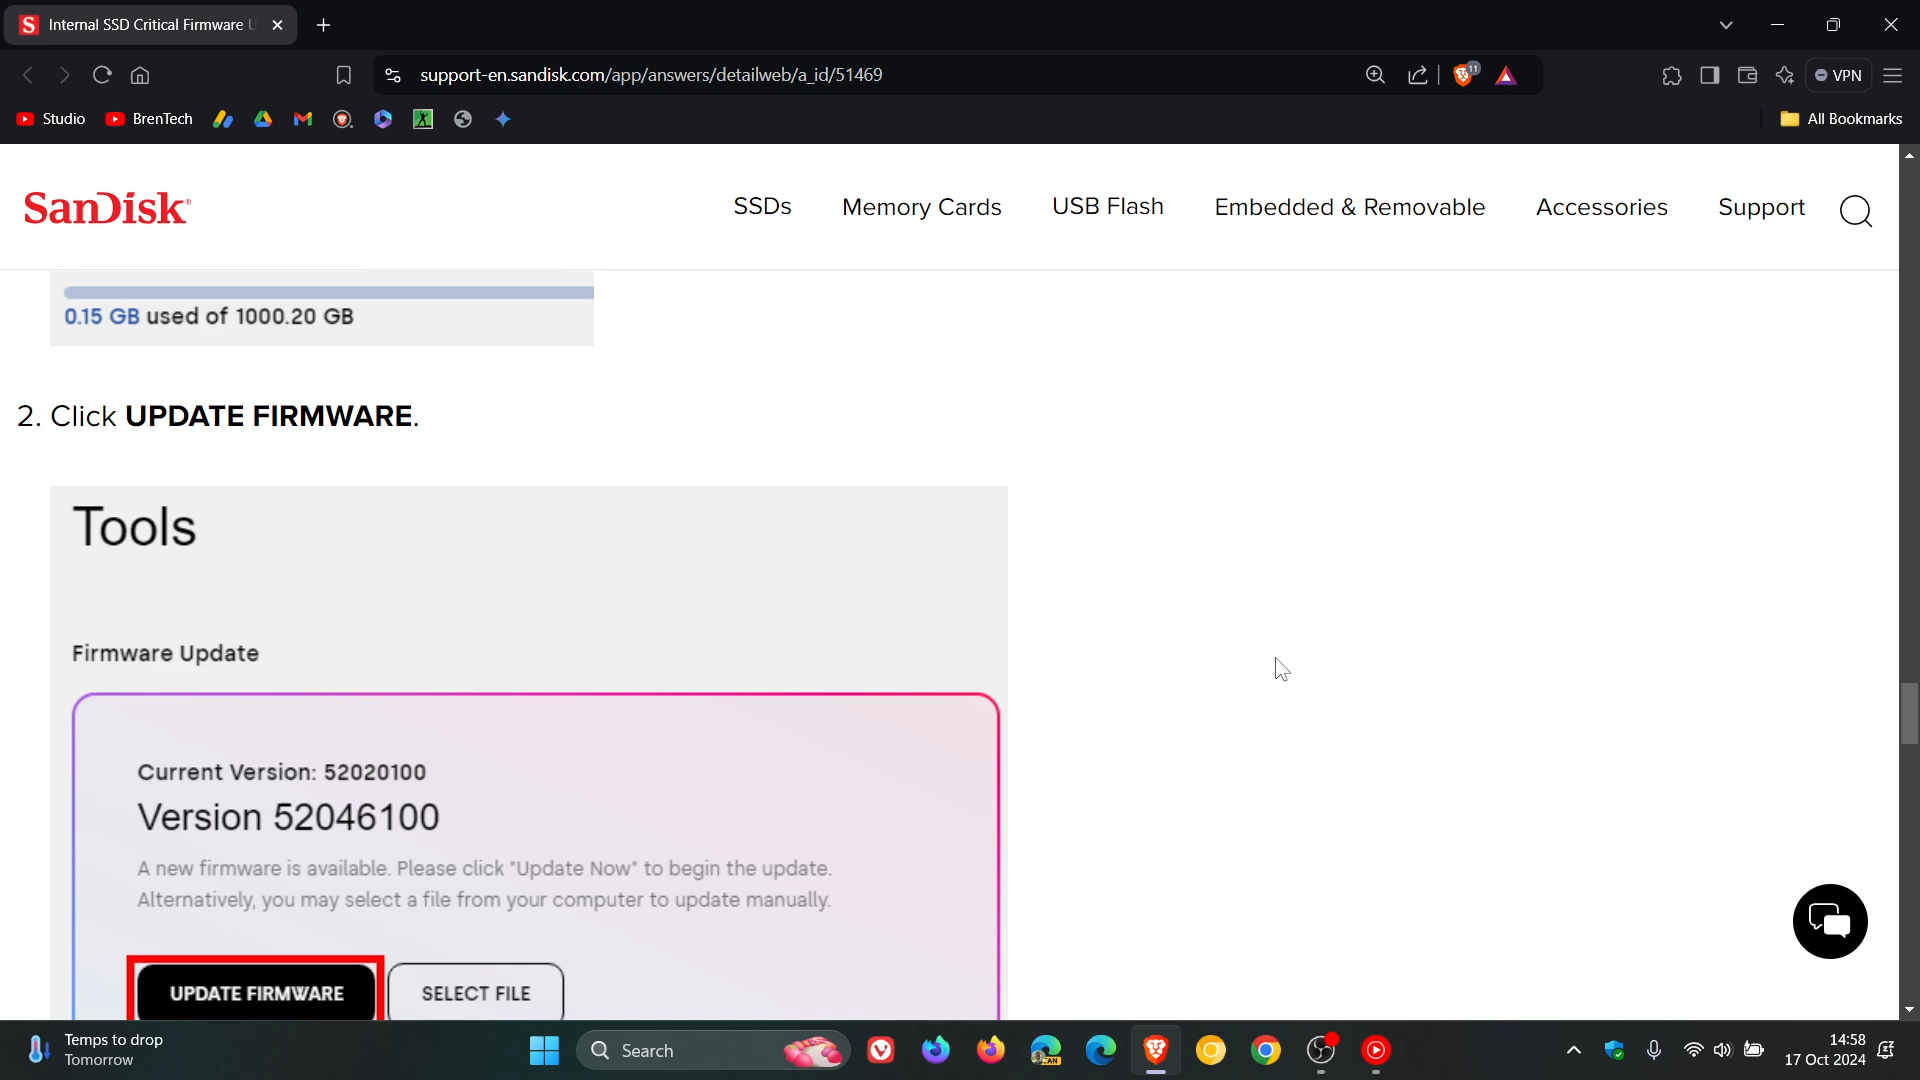 Internal SSD Critical Firmware U
support-en.sandisk.com/app/answers/detailweb/a_id/51469
11
VPN
Studio
BrenTech
All Bookmarks
SanDisk
SSDs
Memory Cards
USB Flash
Embedded & Removable
Accessories
Support
0.15 GB used of 1000.20 GB
2. Click UPDATE FIRMWARE.
Tools
Firmware Update
Current Version: 52020100
Version 52046100
A new firmware is available. Please click "Update Now" to begin the update.
Alternatively, you may select a file from your computer to update manually.
UPDATE FIRMWARE
SELECT FILE
Temps to drop
Tomorrow
Search
CAN
14:58
17 Oct 2024